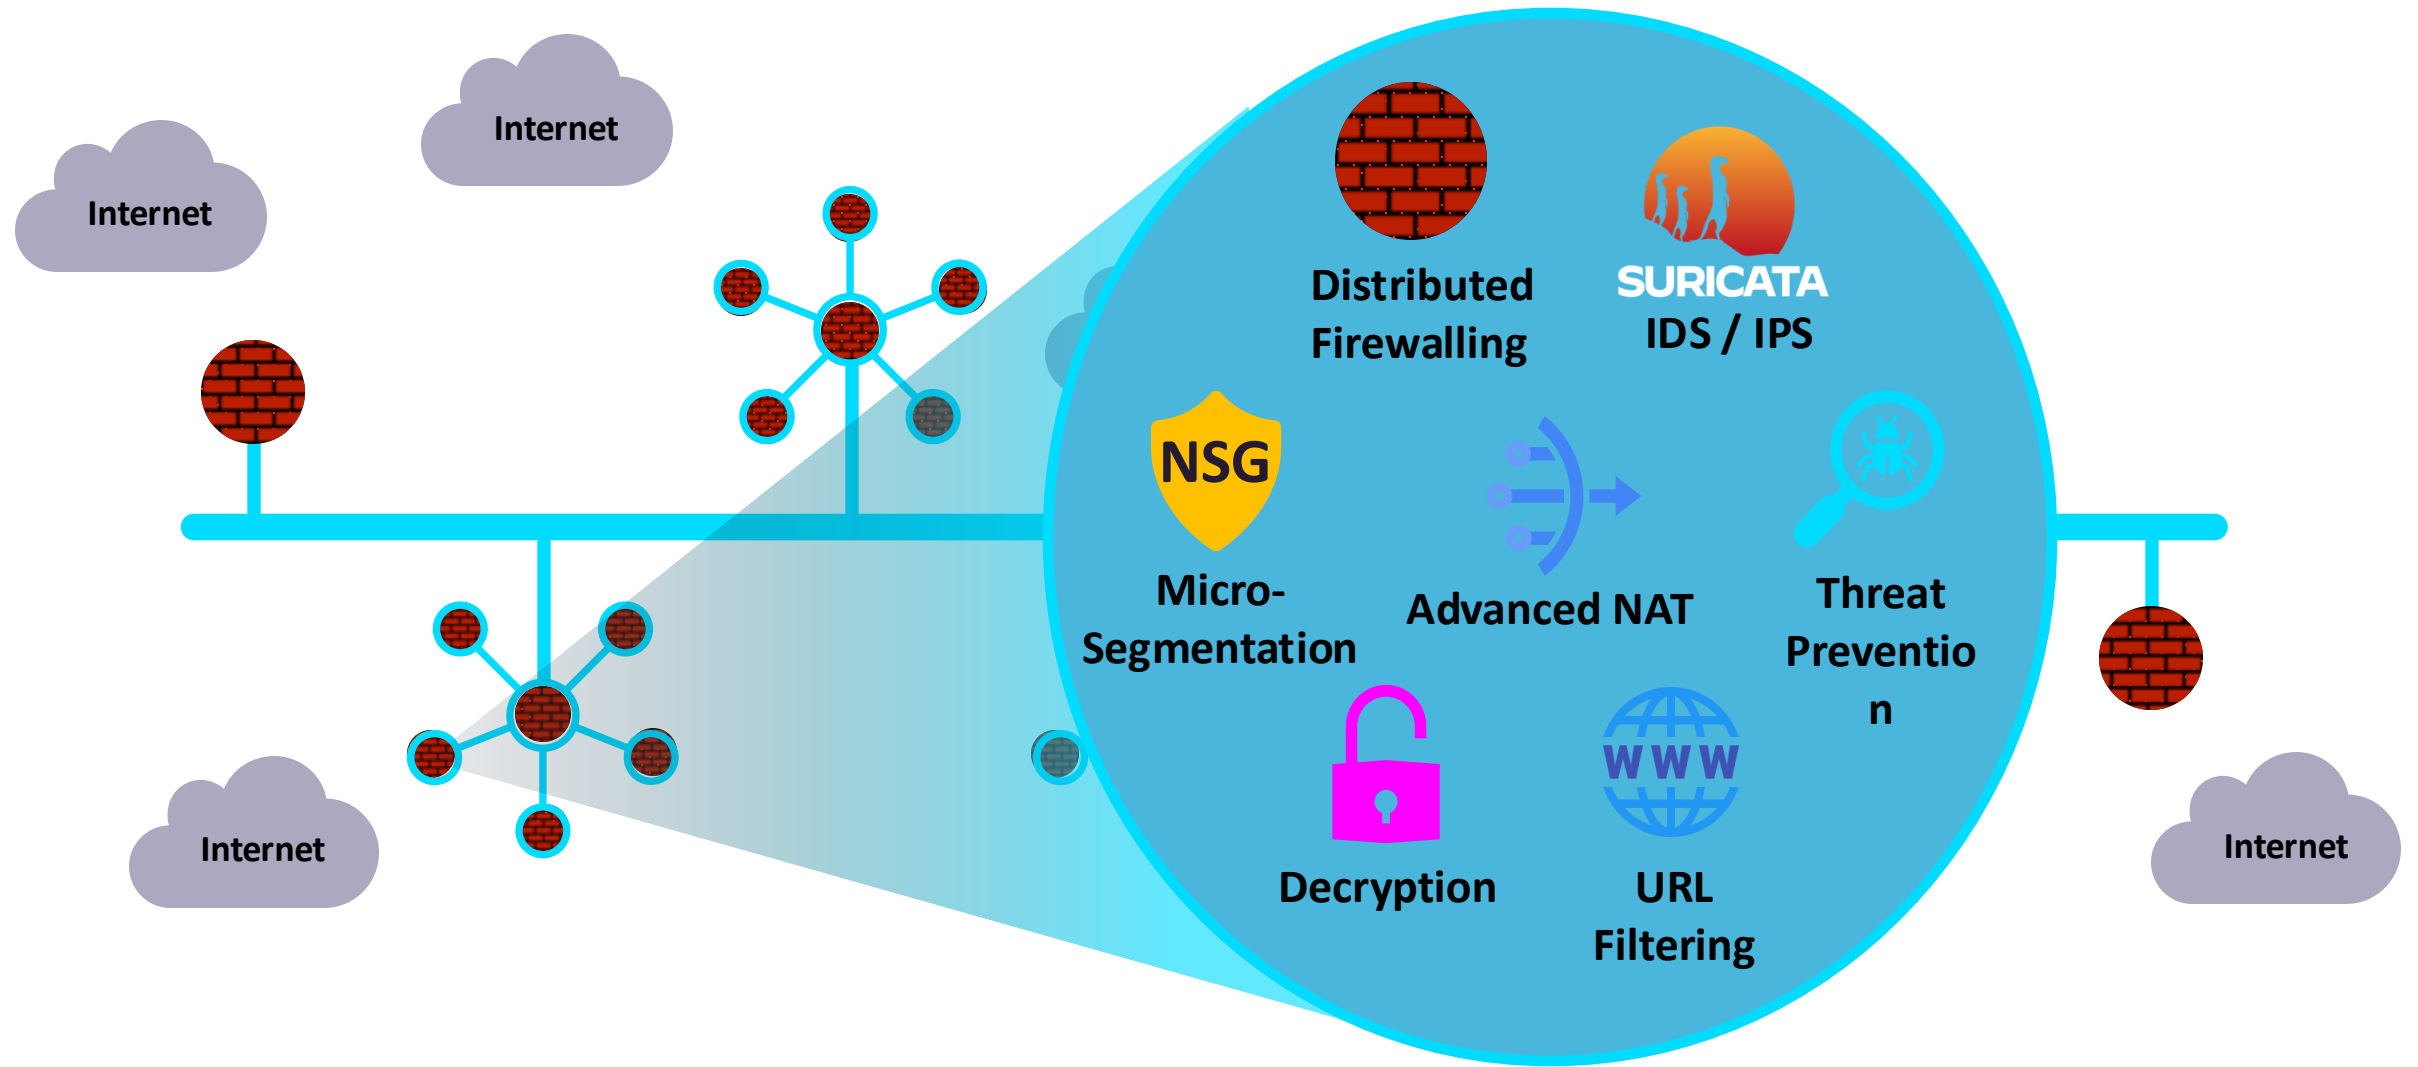 Internet
Internet
Distributed
Firewalling
SURICATA
IDS / IPS
NSG
Micro-
Segmentation
Advanced NAT
Threat
Preventio
n
Decryption
WWW
URL
Filtering
Internet
Internet